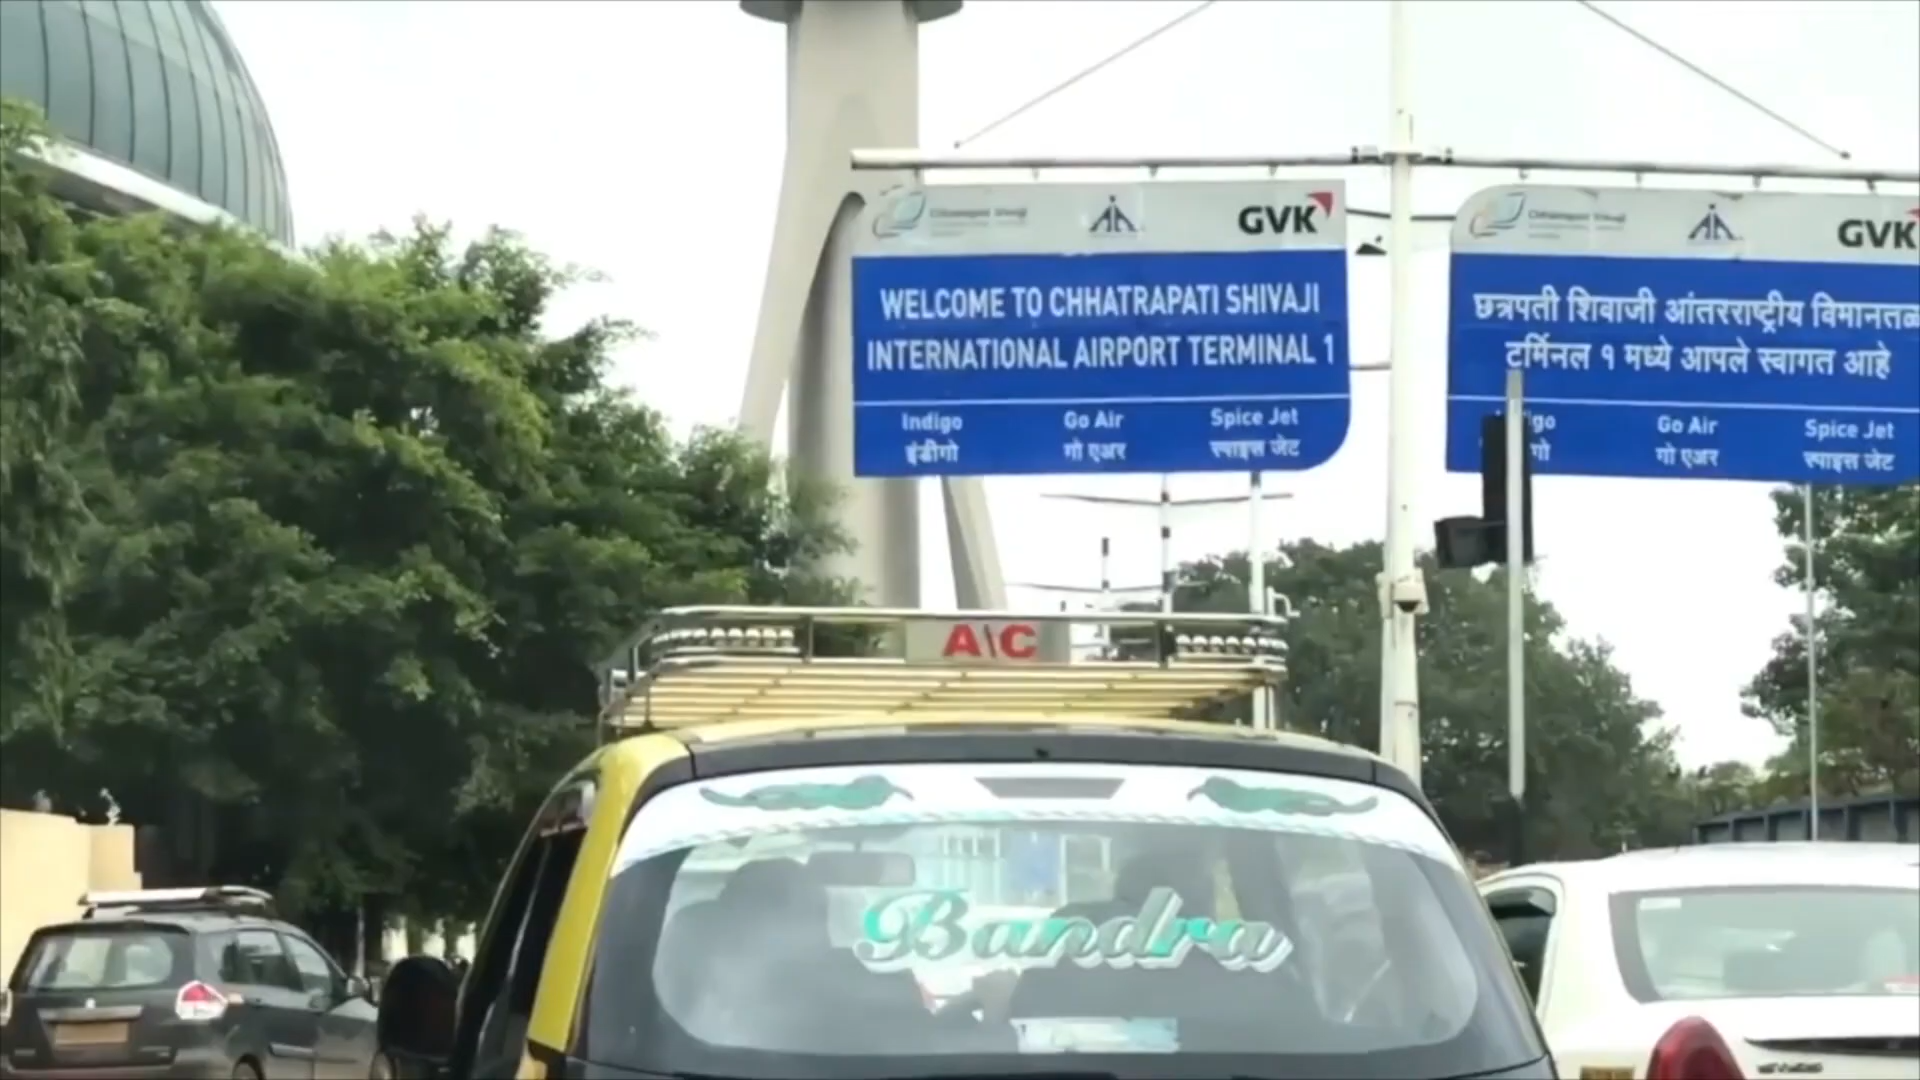 GVK
WELCOME TO CHHATRAPATI SHIVAJI
INTERNATIONAL AIRPORT TERMINAL 1
Indigo Go Air Spice Jet
इंडीगो गो एअर स्पाइस जेट
GVK
छत्रपती शिवाजी आंतरराष्ट्रीय विमानतळ
टर्मिनल १ मध्ये आपले स्वागत आहे
Go Air Spice Jet
गो एअर स्पाइस जेट
A\C
Bandra